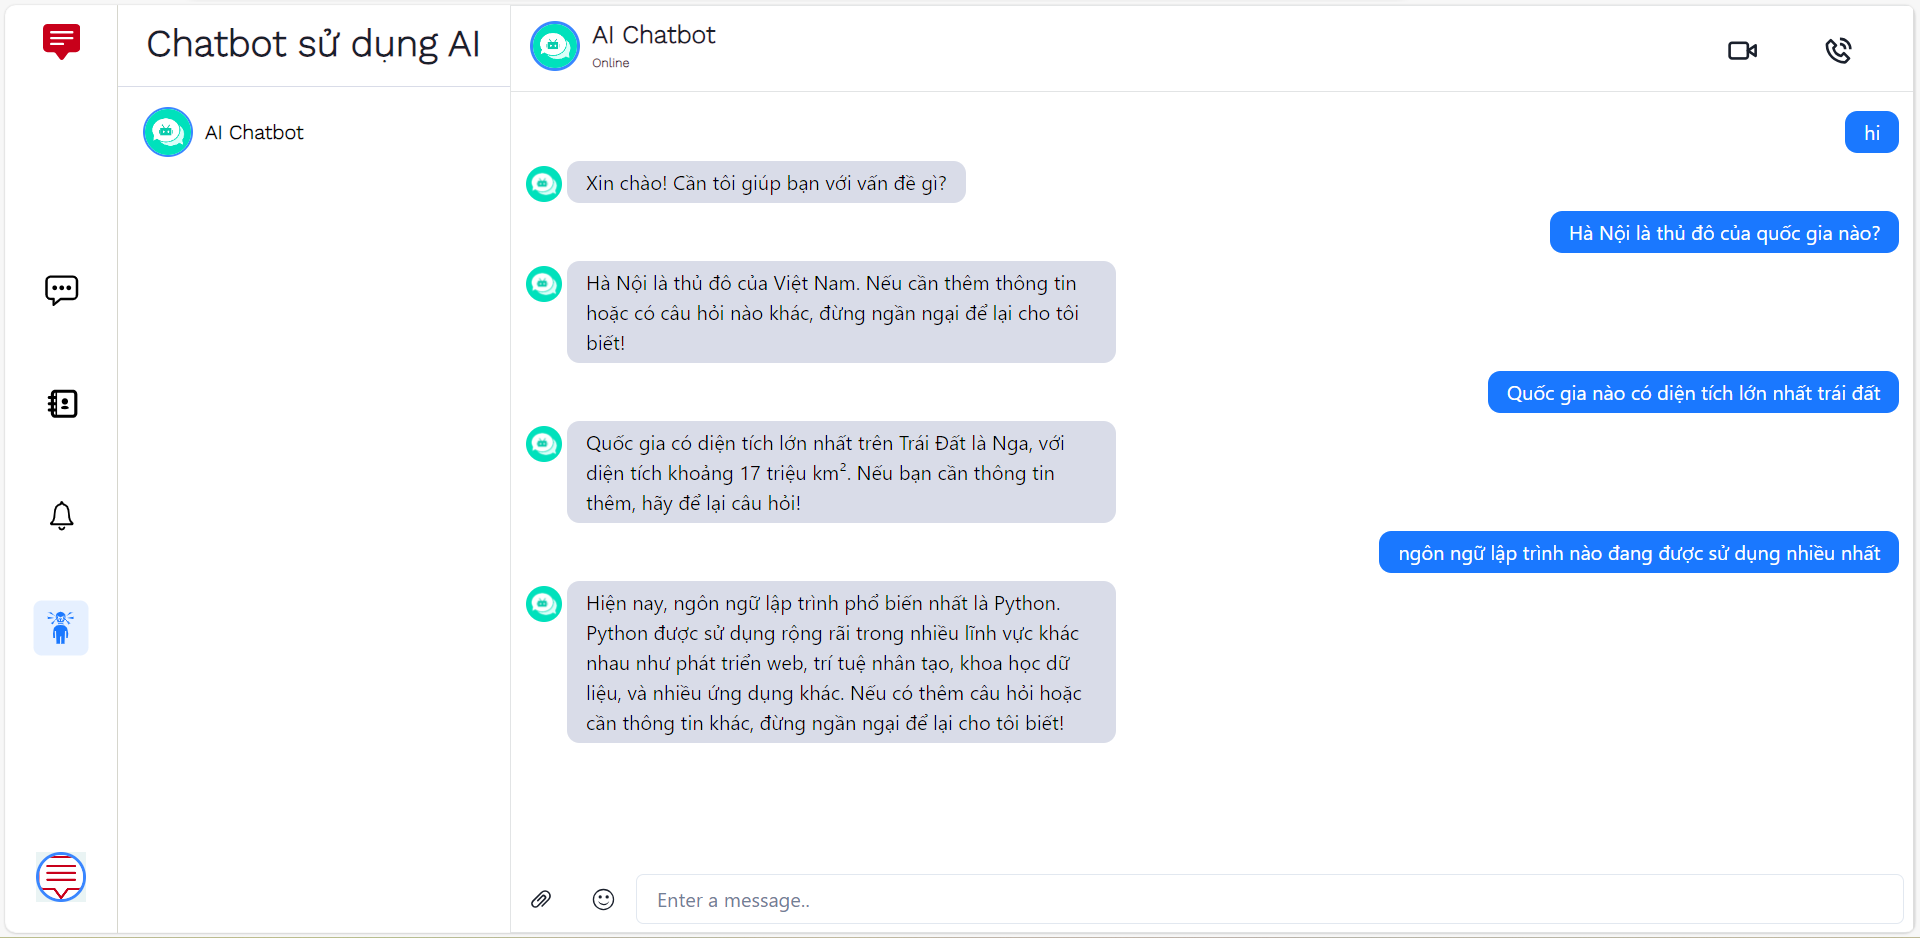 Chatbot sử dụng AI
AI Chatbot
AI Chatbot
Online
hi
Xin chào! Cần tôi giúp bạn với vấn đề gì?
Hà Nội là thủ đô của quốc gia nào?
Hà Nội là thủ đô của Việt Nam. Nếu cần thêm thông tin
hoặc có câu hỏi nào khác, đừng ngần ngại để lại cho tôi
biết!
Quốc gia nào có diện tích lớn nhất trái đất
Quốc gia có diện tích lớn nhất trên Trái Đất là Nga, với
diện tích khoảng 17 triệu km². Nếu bạn cần thông tin
thêm, hãy để lại câu hỏi!
ngôn ngữ lập trình nào đang được sử dụng nhiều nhất
Hiện nay, ngôn ngữ lập trình phổ biến nhất là Python.
Python được sử dụng rộng rãi trong nhiều lĩnh vực khác
nhau như phát triển web, trí tuệ nhân tạo, khoa học dữ
liệu, và nhiều ứng dụng khác. Nếu có thêm câu hỏi hoặc
cần thông tin khác, đừng ngần ngại để lại cho tôi biết!
Enter a message..